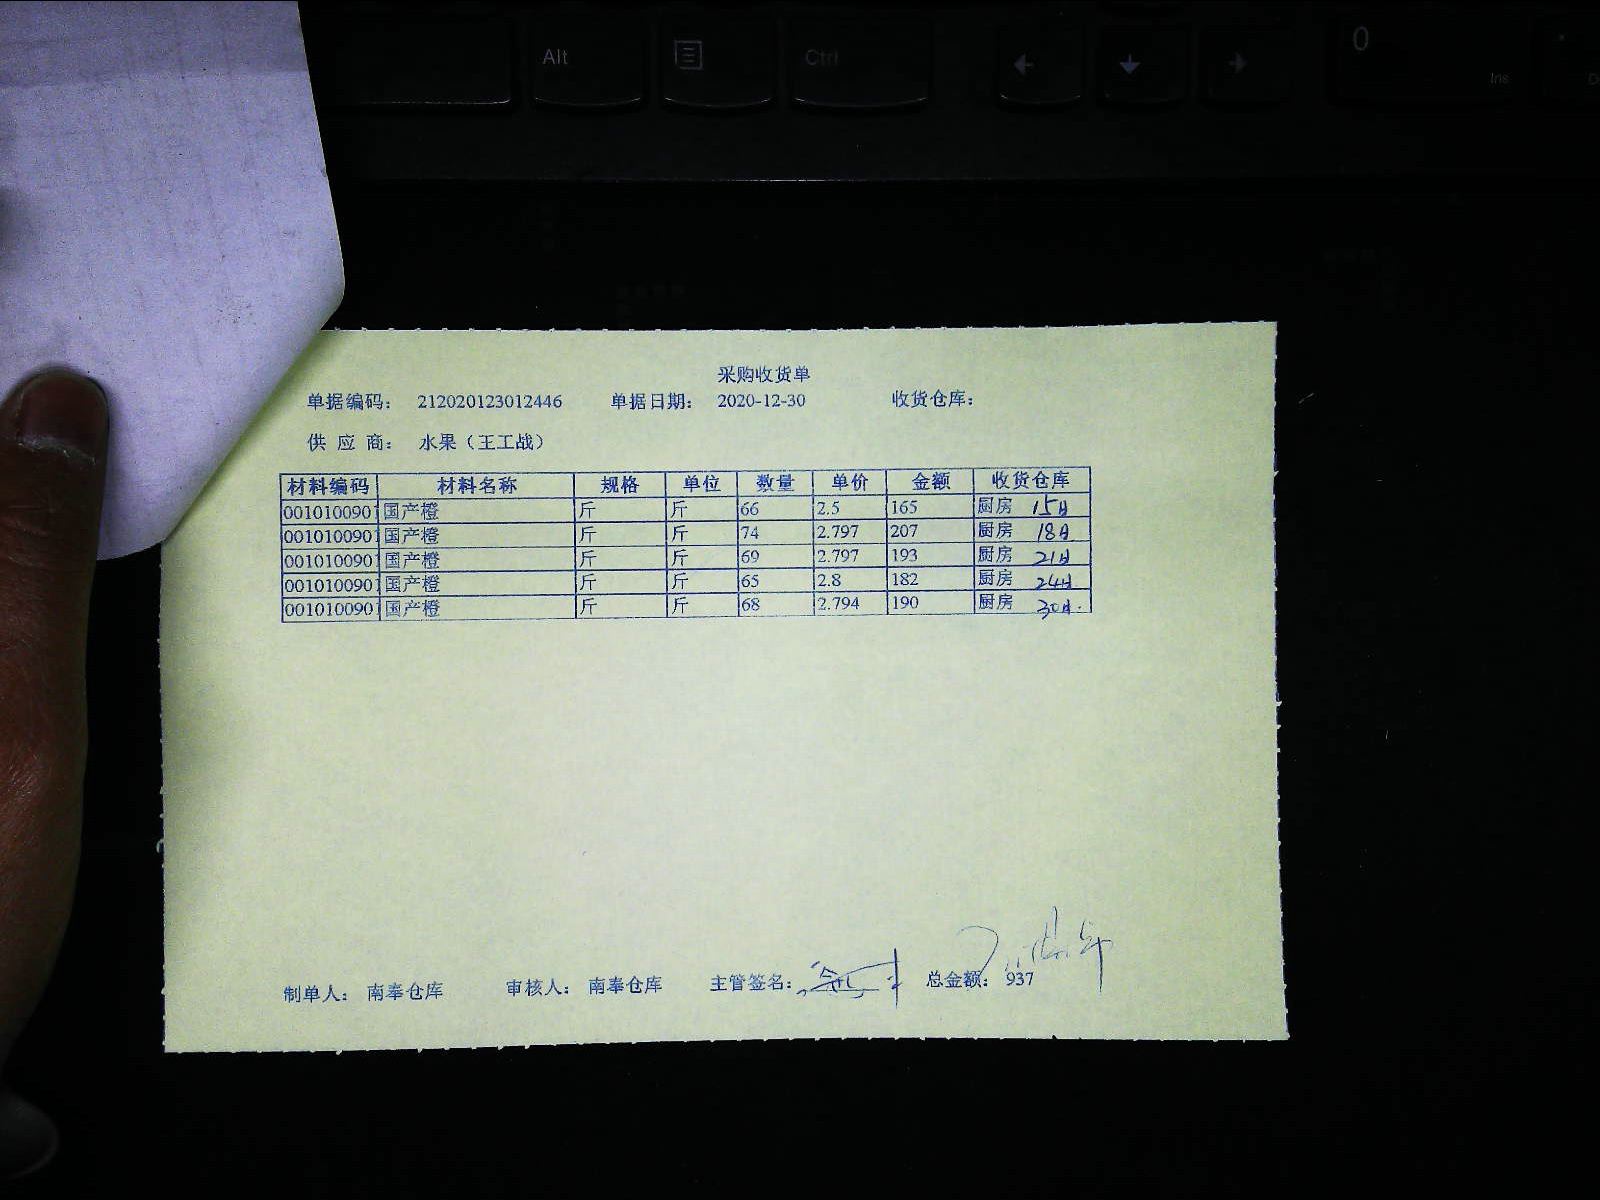 Alt Ctrl ← ↓ → 0 Ins
采购收货单
单据编码: 212020123012446 单据日期: 2020-12-30 收货仓库:
供 应 商: 水果（王工战）
材料编码 材料名称 规格 单位 数量 单价 金额 收货仓库
0010100901 国产橙 斤 斤 66 2.5 165 厨房 15日
0010100901 国产橙 斤 斤 74 2.797 207 厨房 18日
0010100901 国产橙 斤 斤 69 2.797 193 厨房 21日
0010100901 国产橙 斤 斤 65 2.8 182 厨房 24日
0010100901 国产橙 斤 斤 68 2.794 190 厨房 30日.
制单人: 南奉仓库 审核人: 南奉仓库 主管签名: 总金额: 937